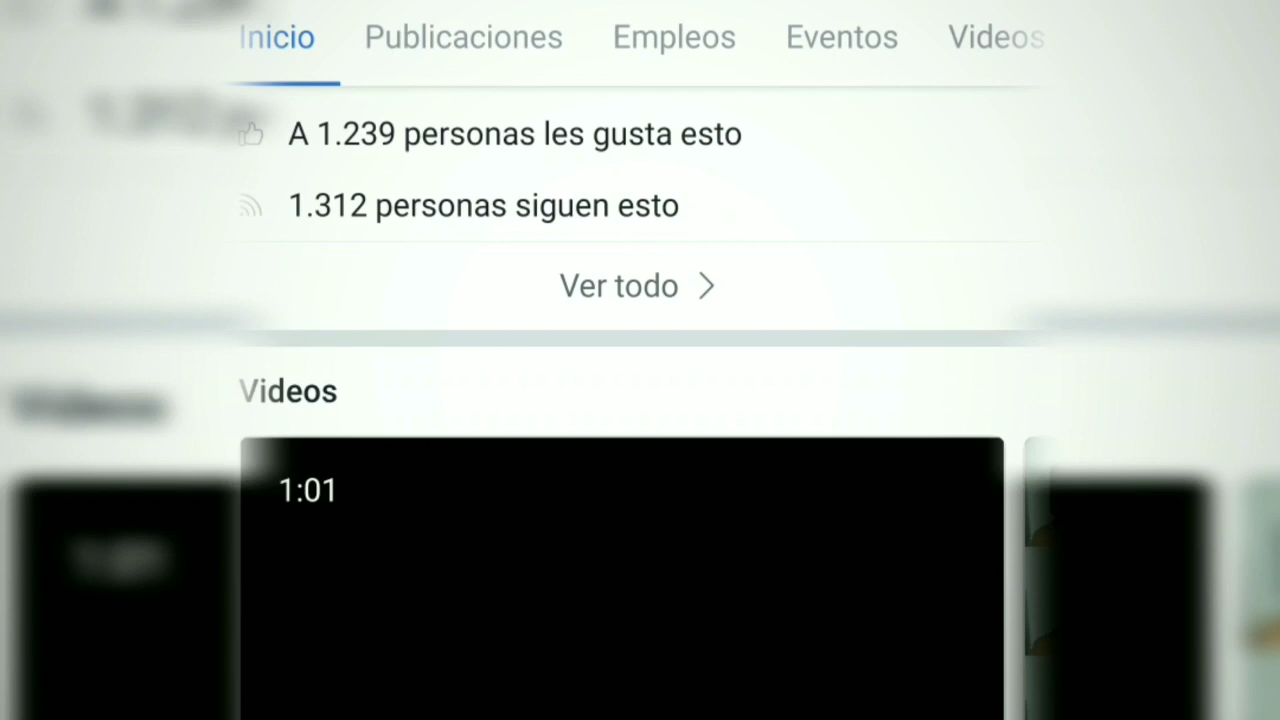 Inicio Publicaciones Empleos Eventos Videos
A 1.239 personas les gusta esto
1.312 personas siguen esto
Ver todo
Videos
1:01